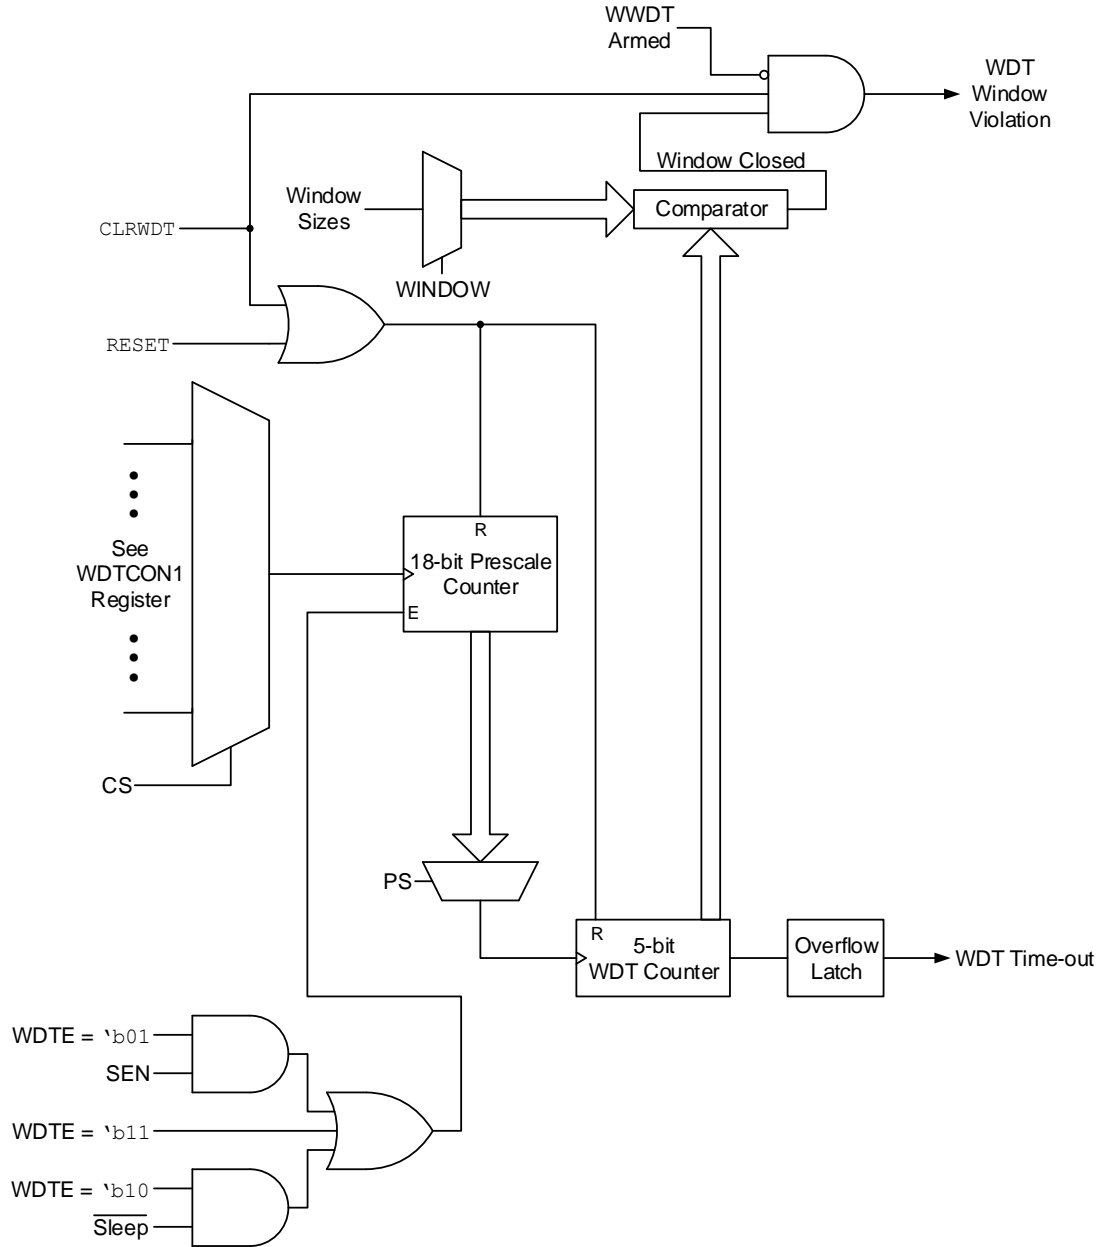 WWDT
Armed
WDT
Window
Violation
Window Closed
Window
Sizes
Comparator
CLRWDT
WINDOW
RESET
R
See
WDTCON1
Register
18-bit Prescale
Counter
E
CS
PS
R
5-bit
WDT Counter
Overflow
Latch
WDT Time-out
WDTE = ‘b01
SEN
WDTE = ‘b11
WDTE = ‘b10
Sleep